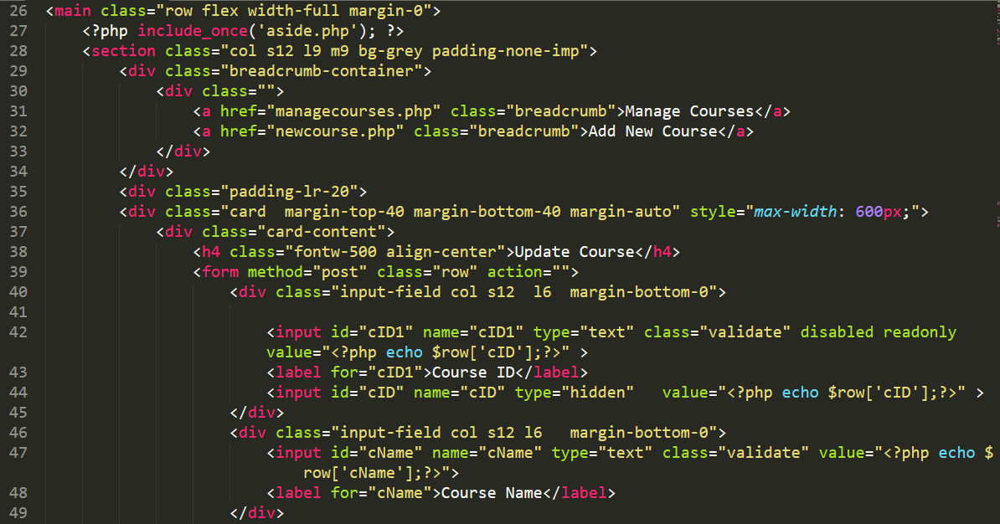 26 <main class="row flex width-full margin-0">
27 <?php include_once('aside.php'); ?>
28 <section class="col s12 l9 m9 bg-grey padding-none-imp">
29 <div class="breadcrumb-container">
30 <div class="">
31 <a href="managecourses.php" class="breadcrumb">Manage Courses</a>
32 <a href="newcourse.php" class="breadcrumb">Add New Course</a>
33 </div>
34 </div>
35 <div class="padding-lr-20">
36 <div class="card  margin-top-40 margin-bottom-40 margin-auto" style="max-width: 600px;">
37 <div class="card-content">
38 <h4 class="fontw-500 align-center">Update Course</h4>
39 <form method="post" class="row" action="">
40 <div class="input-field col s12  l6  margin-bottom-0">
41
42 <input id="cID1" name="cID1" type="text" class="validate" disabled readonly
value="<?php echo $row['cID'];?>" >
43 <label for="cID1">Course ID</label>
44 <input id="cID" name="cID" type="hidden"   value="<?php echo $row['cID'];?>" >
45 </div>
46 <div class="input-field col s12 l6   margin-bottom-0">
47 <input id="cName" name="cName" type="text" class="validate" value="<?php echo $
row['cName'];?>">
48 <label for="cName">Course Name</label>
49 </div>